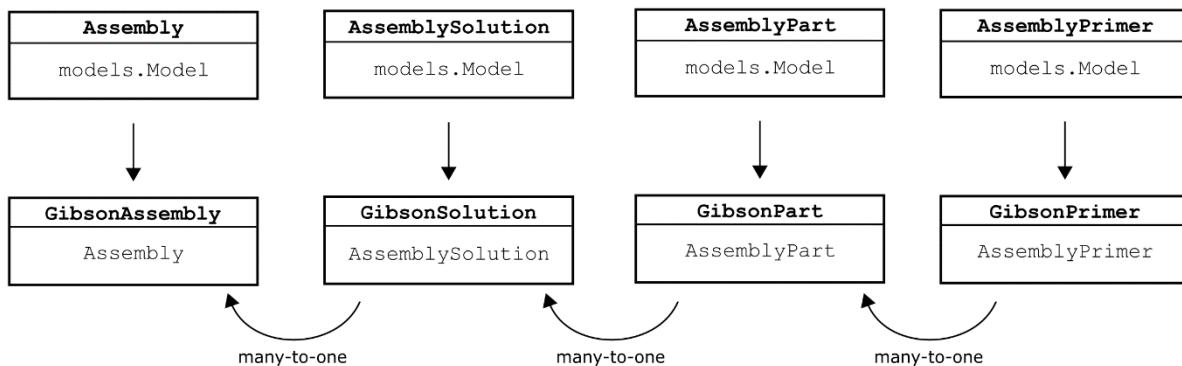 Assembly
models.Model
AssemblySolution
models.Model
AssemblyPart
models.Model
AssemblyPrimer
models.Model
GibsonAssembly
Assembly
GibsonSolution
AssemblySolution
GibsonPart
AssemblyPart
GibsonPrimer
AssemblyPrimer
many-to-one
many-to-one
many-to-one